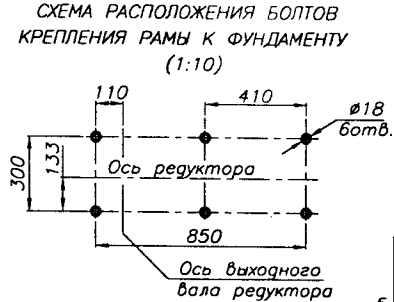 СХЕМА РАСПОЛОЖЕНИЯ БОЛТОВ
КРЕПЛЕНИЯ РАМЫ К ФУНДАМЕНТУ
(1:10)
110
410
ø18
6отв.
300
133
Ось редуктора
850
Ось выходного
вала редуктора